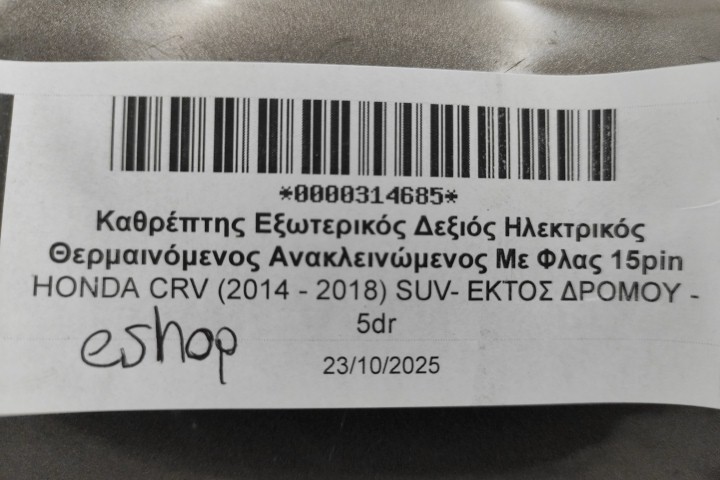 *0000314685*
Καθρέπτης Εξωτερικός Δεξιός Ηλεκτρικός
Θερμαινόμενος Ανακλεινώμενος Με Φλας 15pin
HONDA CRV (2014 - 2018) SUV- ΕΚΤΟΣ ΔΡΟΜΟΥ -
5dr
eshop
23/10/2025